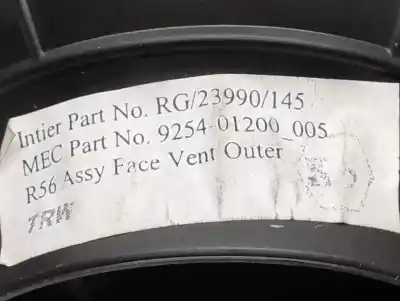 Intier Part No. RG/23990/145
MEC Part No. 9254-01200_005
R56 Assy Face Vent Outer
TRW